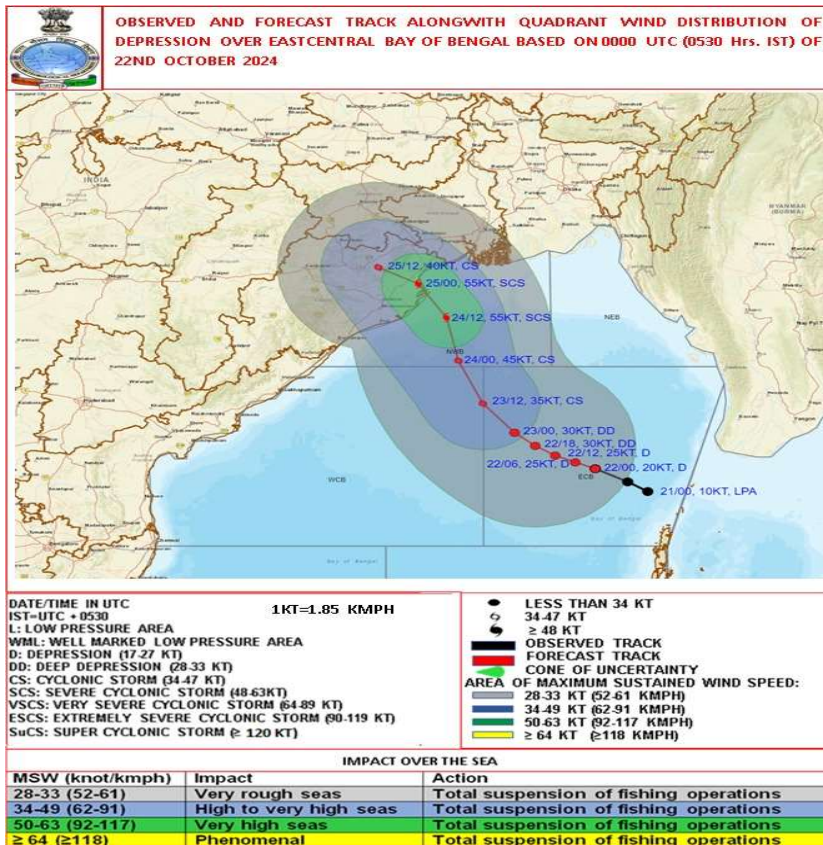 OBSERVED AND FORECAST TRACK ALONGWITH QUADRANT WIND DISTRIBUTION OF
DEPRESSION OVER EASTCENTRAL BAY OF BENGAL BASED ON 0000 UTC (0530 Hrs. IST) OF
22ND OCTOBER 2024
INDIA
MYANMAR
(BURMA)
25/12, 40KT, CS
25/00, 55KT, SCS
24/12, 55KT, SCS
NEB
NWB
24/00, 45KT, CS
23/12, 35KT, CS
23/00, 30KT, DD
22/18, 30KT, DD
22/12, 25KT, D
22/06, 25KT, D
22/00, 20KT, D
WCB
ECB
21/00, 10KT, LPA
Bay of Bengal
Bay of Bengal
DATE/TIME IN UTC
IST=UTC + 0530
1KT=1.85 KMPH
L: LOW PRESSURE AREA
WML: WELL MARKED LOW PRESSURE AREA
D: DEPRESSION (17-27 KT)
DD: DEEP DEPRESSION (28-33 KT)
CS: CYCLONIC STORM (34-47 KT)
SCS: SEVERE CYCLONIC STORM (48-63KT)
VSCS: VERY SEVERE CYCLONIC STORM (64-89 KT)
ESCS: EXTREMELY SEVERE CYCLONIC STORM (90-119 KT)
SuCS: SUPER CYCLONIC STORM (≥ 120 KT)
LESS THAN 34 KT
34-47 KT
≥ 48 KT
OBSERVED TRACK
FORECAST TRACK
CONE OF UNCERTAINTY
AREA OF MAXIMUM SUSTAINED WIND SPEED:
28-33 KT (52-61 KMPH)
34-49 KT (62-91 KMPH)
50-63 KT (92-117 KMPH)
≥ 64 KT (≥118 KMPH)
IMPACT OVER THE SEA
MSW (knot/kmph) Impact Action
28-33 (52-61) Very rough seas Total suspension of fishing operations
34-49 (62-91) High to very high seas Total suspension of fishing operations
50-63 (92-117) Very high seas Total suspension of fishing operations
≥ 64 (≥118) Phenomenal Total suspension of fishing operations